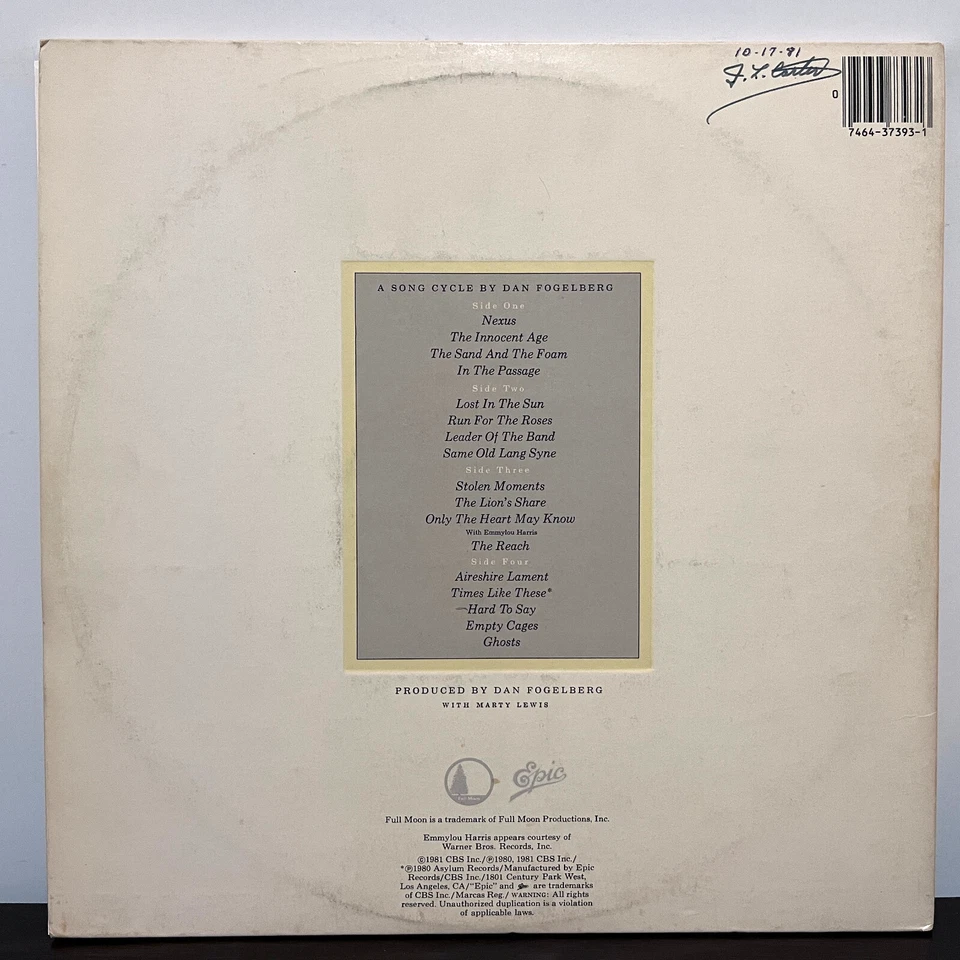 10-17-81
J. L. Carter
0
7464-37393-1
A SONG CYCLE BY DAN FOGELBERG
Side One
Nexus
The Innocent Age
The Sand And The Foam
In The Passage
Side Two
Lost In The Sun
Run For The Roses
Leader Of The Band
Same Old Lang Syne
Side Three
Stolen Moments
The Lion's Share
Only The Heart May Know
With Emmylou Harris
The Reach
Side Four
Aireshire Lament
Times Like These*
Hard To Say
Empty Cages
Ghosts
PRODUCED BY DAN FOGELBERG
WITH MARTY LEWIS
Full Moon
Epic
Full Moon is a trademark of Full Moon Productions, Inc.
Emmylou Harris appears courtesy of
Warner Bros. Records, Inc.
©1981 CBS Inc./℗1980, 1981 CBS Inc./
*℗1980 Asylum Records/Manufactured by Epic
Records/CBS Inc./1801 Century Park West,
Los Angeles, CA/"Epic" and are trademarks
of CBS Inc./Marcas Reg./ WARNING: All rights
reserved. Unauthorized duplication is a violation
of applicable laws.